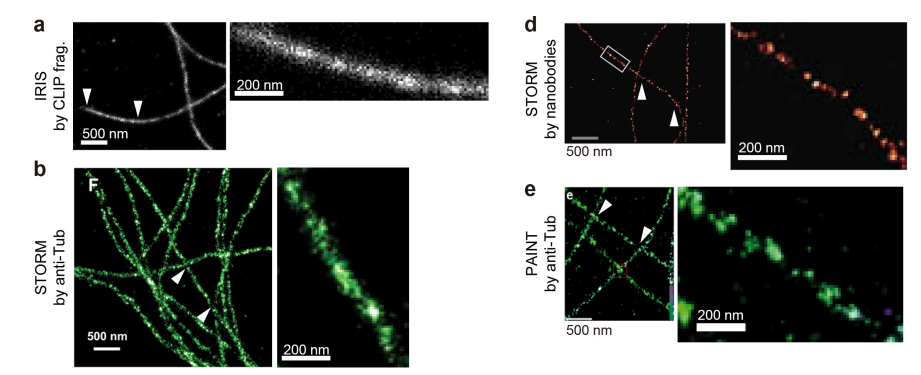 a
IRIS
by CLIP frag.
500 nm
200 nm
b
STORM
by anti-Tub
F
500 nm
200 nm
d
STORM
by nanobodies
500 nm
200 nm
e
PAINT
by anti-Tub
e
500 nm
200 nm